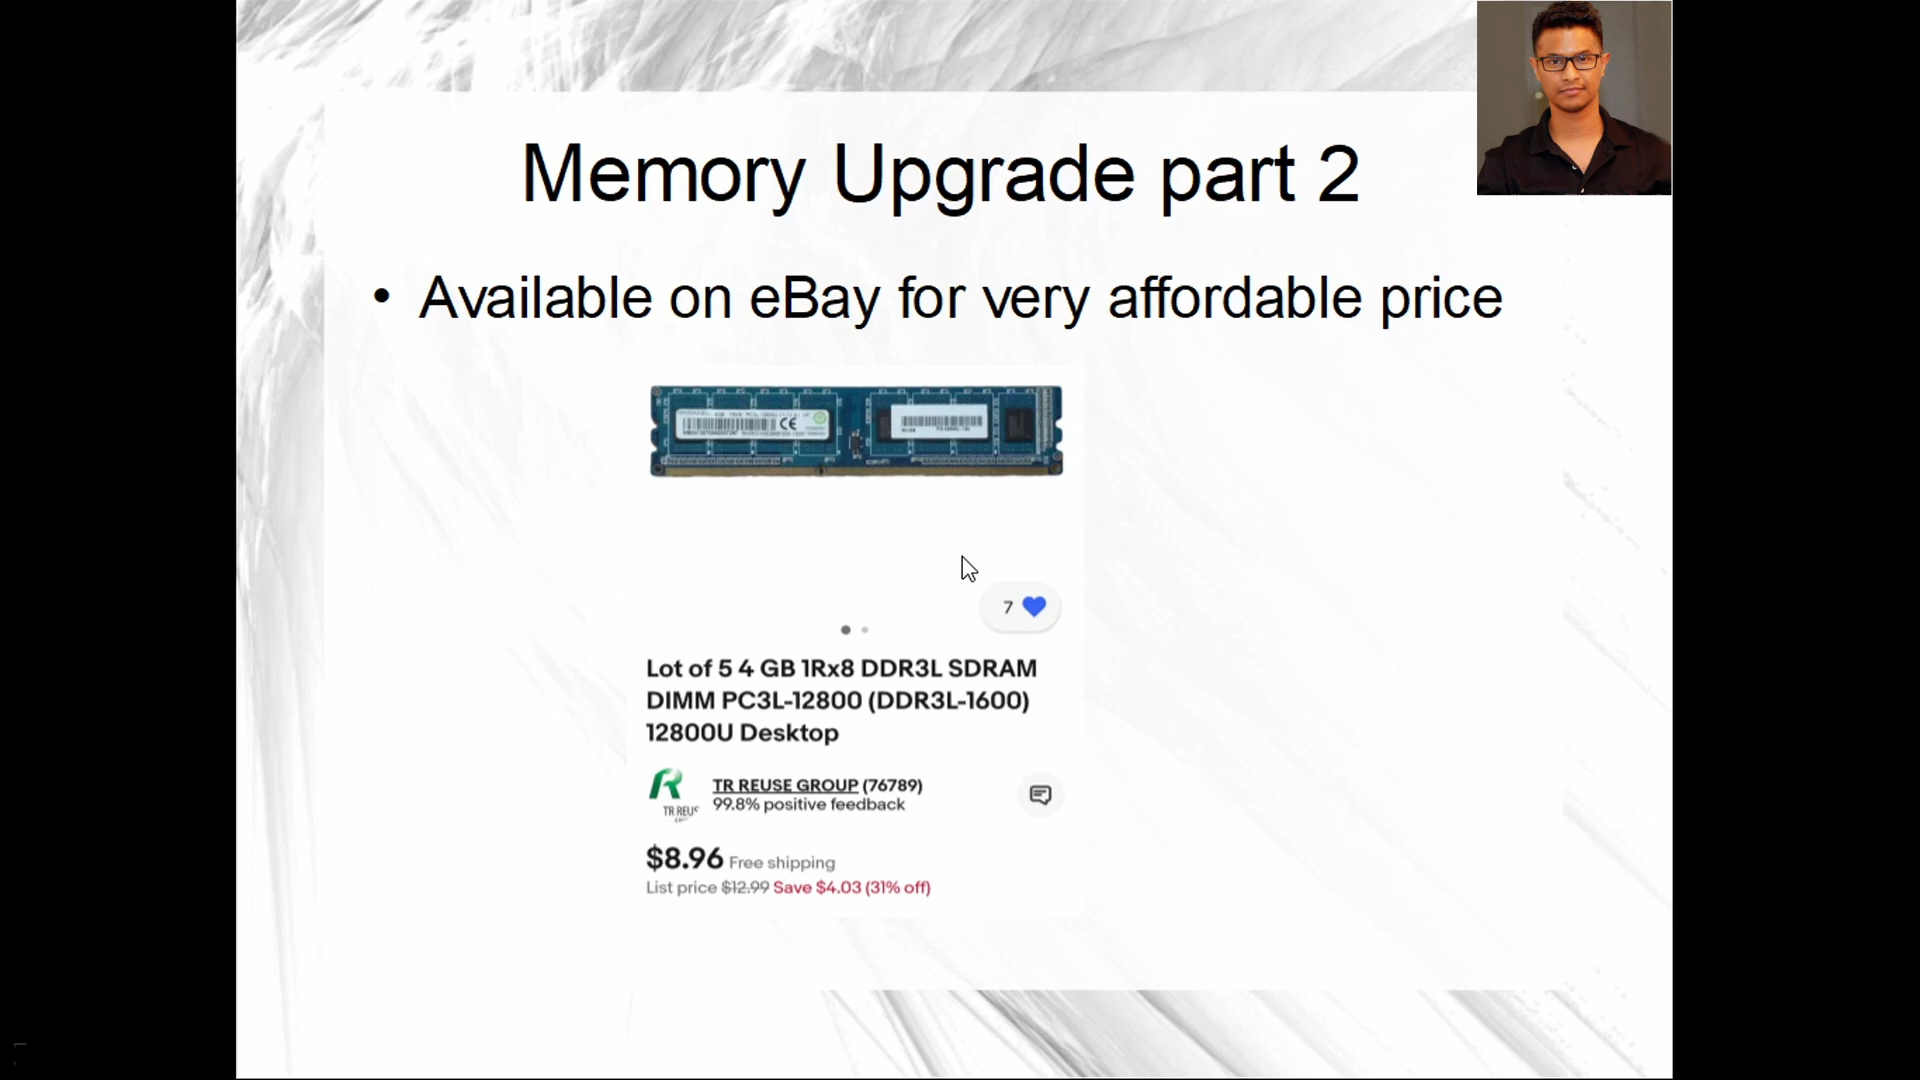 Memory Upgrade part 2
• Available on eBay for very affordable price
7
Lot of 5 4 GB 1Rx8 DDR3L SDRAM
DIMM PC3L-12800 (DDR3L-1600)
12800U Desktop
TR REUSE GROUP (76789)
99.8% positive feedback
TR REUS
$8.96 Free shipping
List price $12.99 Save $4.03 (31% off)